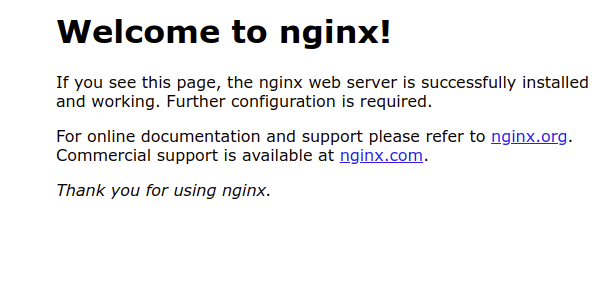 Welcome to nginx!
If you see this page, the nginx web server is successfully installed
and working. Further configuration is required.
For online documentation and support please refer to nginx.org.
Commercial support is available at nginx.com.
Thank you for using nginx.